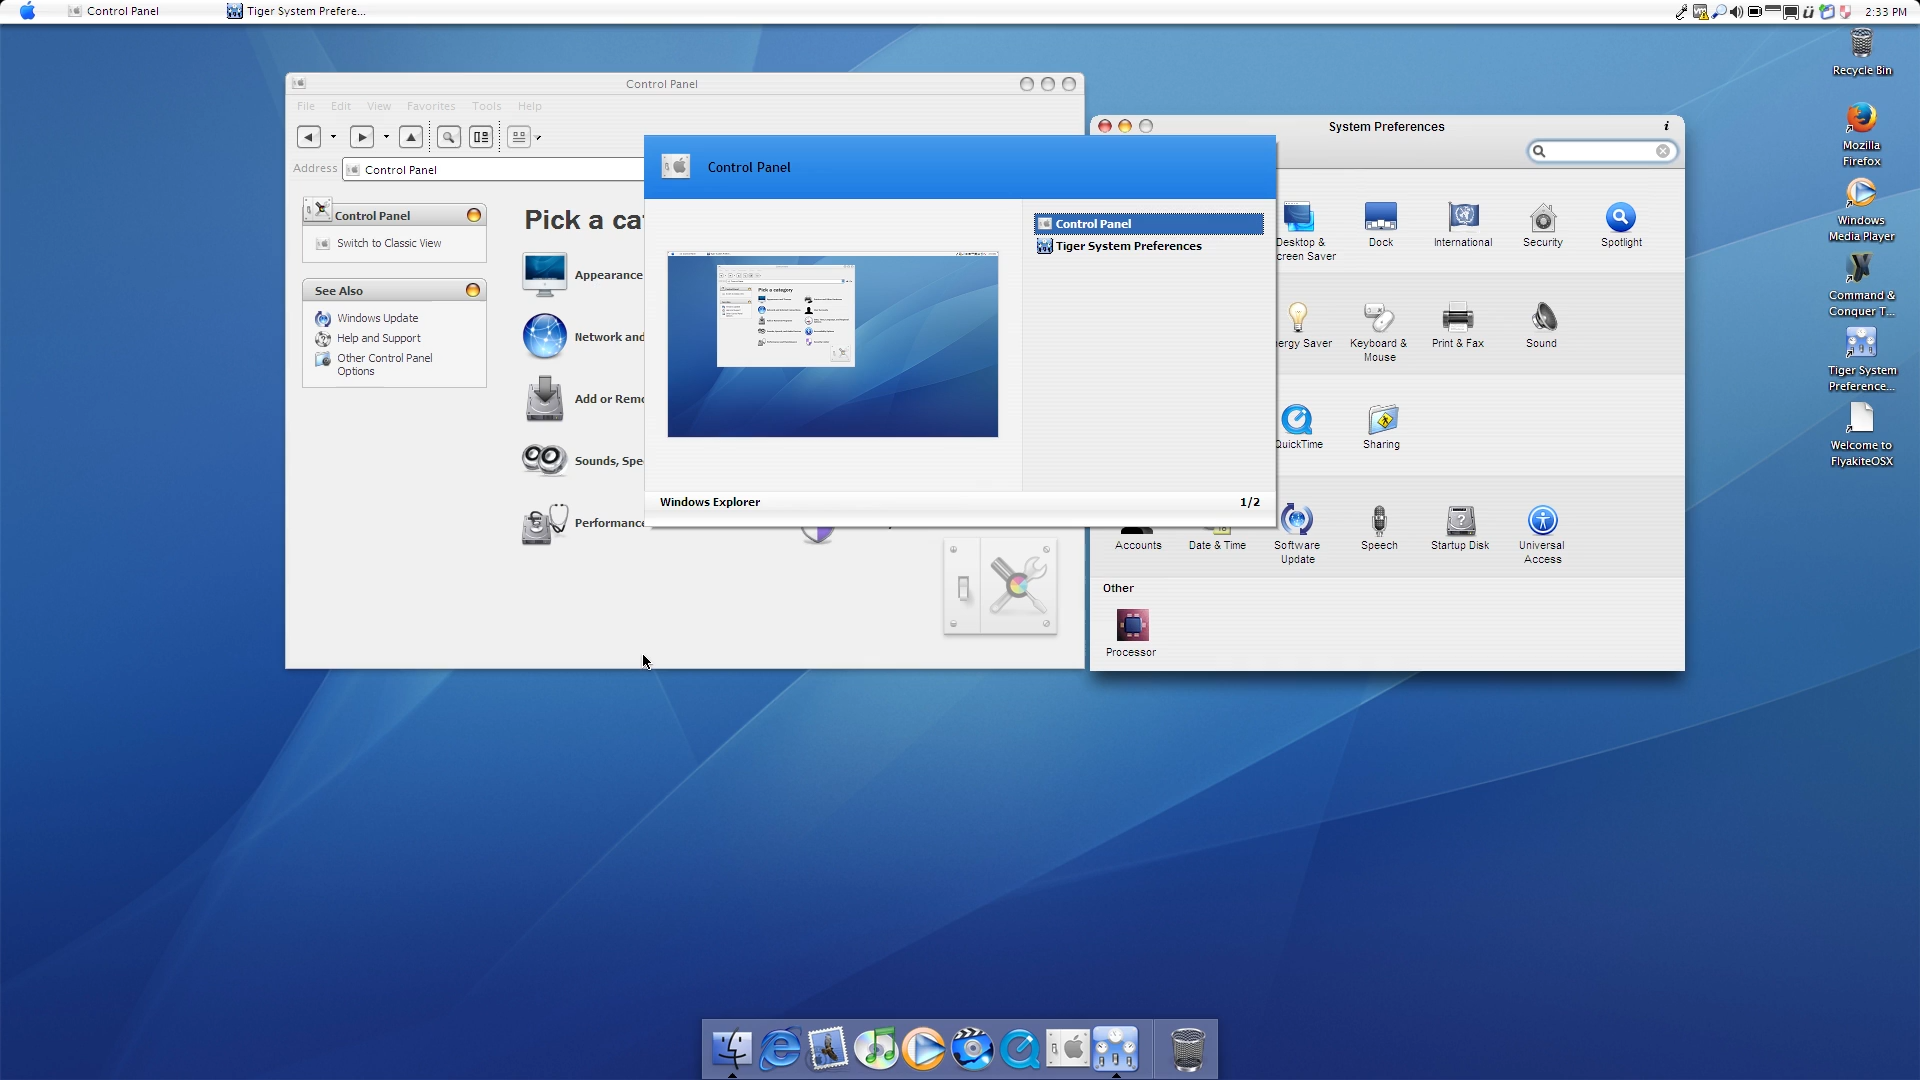 Control Panel
Tiger System Prefere...
2:33 PM
Control Panel
File Edit View Favorites Tools Help
Address Control Panel
Control Panel
Switch to Classic View
See Also
Windows Update
Help and Support
Other Control Panel
Options
Pick a ca
Appearance
Network and
Add or Remo
Sounds, Spe
Performance
Control Panel
Control Panel
Tiger System Preferences
Pick a category
Windows Explorer
1/2
System Preferences
Desktop &
creen Saver
Dock
International
Security
Spotlight
ergy Saver
Keyboard &
Mouse
Print & Fax
Sound
QuickTime
Sharing
Accounts
Date & Time
Software
Update
Speech
Startup Disk
Universal
Access
Other
Processor
Recycle Bin
Mozilla
Firefox
Windows
Media Player
Command &
Conquer T...
Tiger System
Preference...
Welcome to
FlyakiteOSX